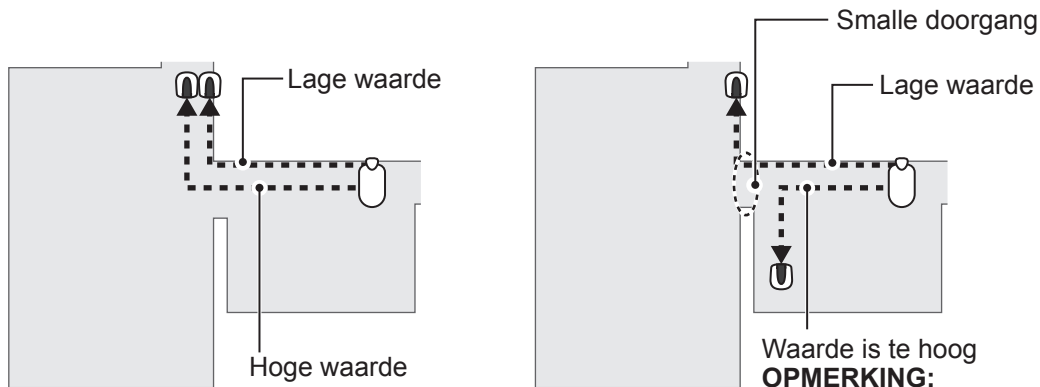 Lage waarde
Hoge waarde
Smalle doorgang
Lage waarde
Waarde is te hoog
OPMERKING: